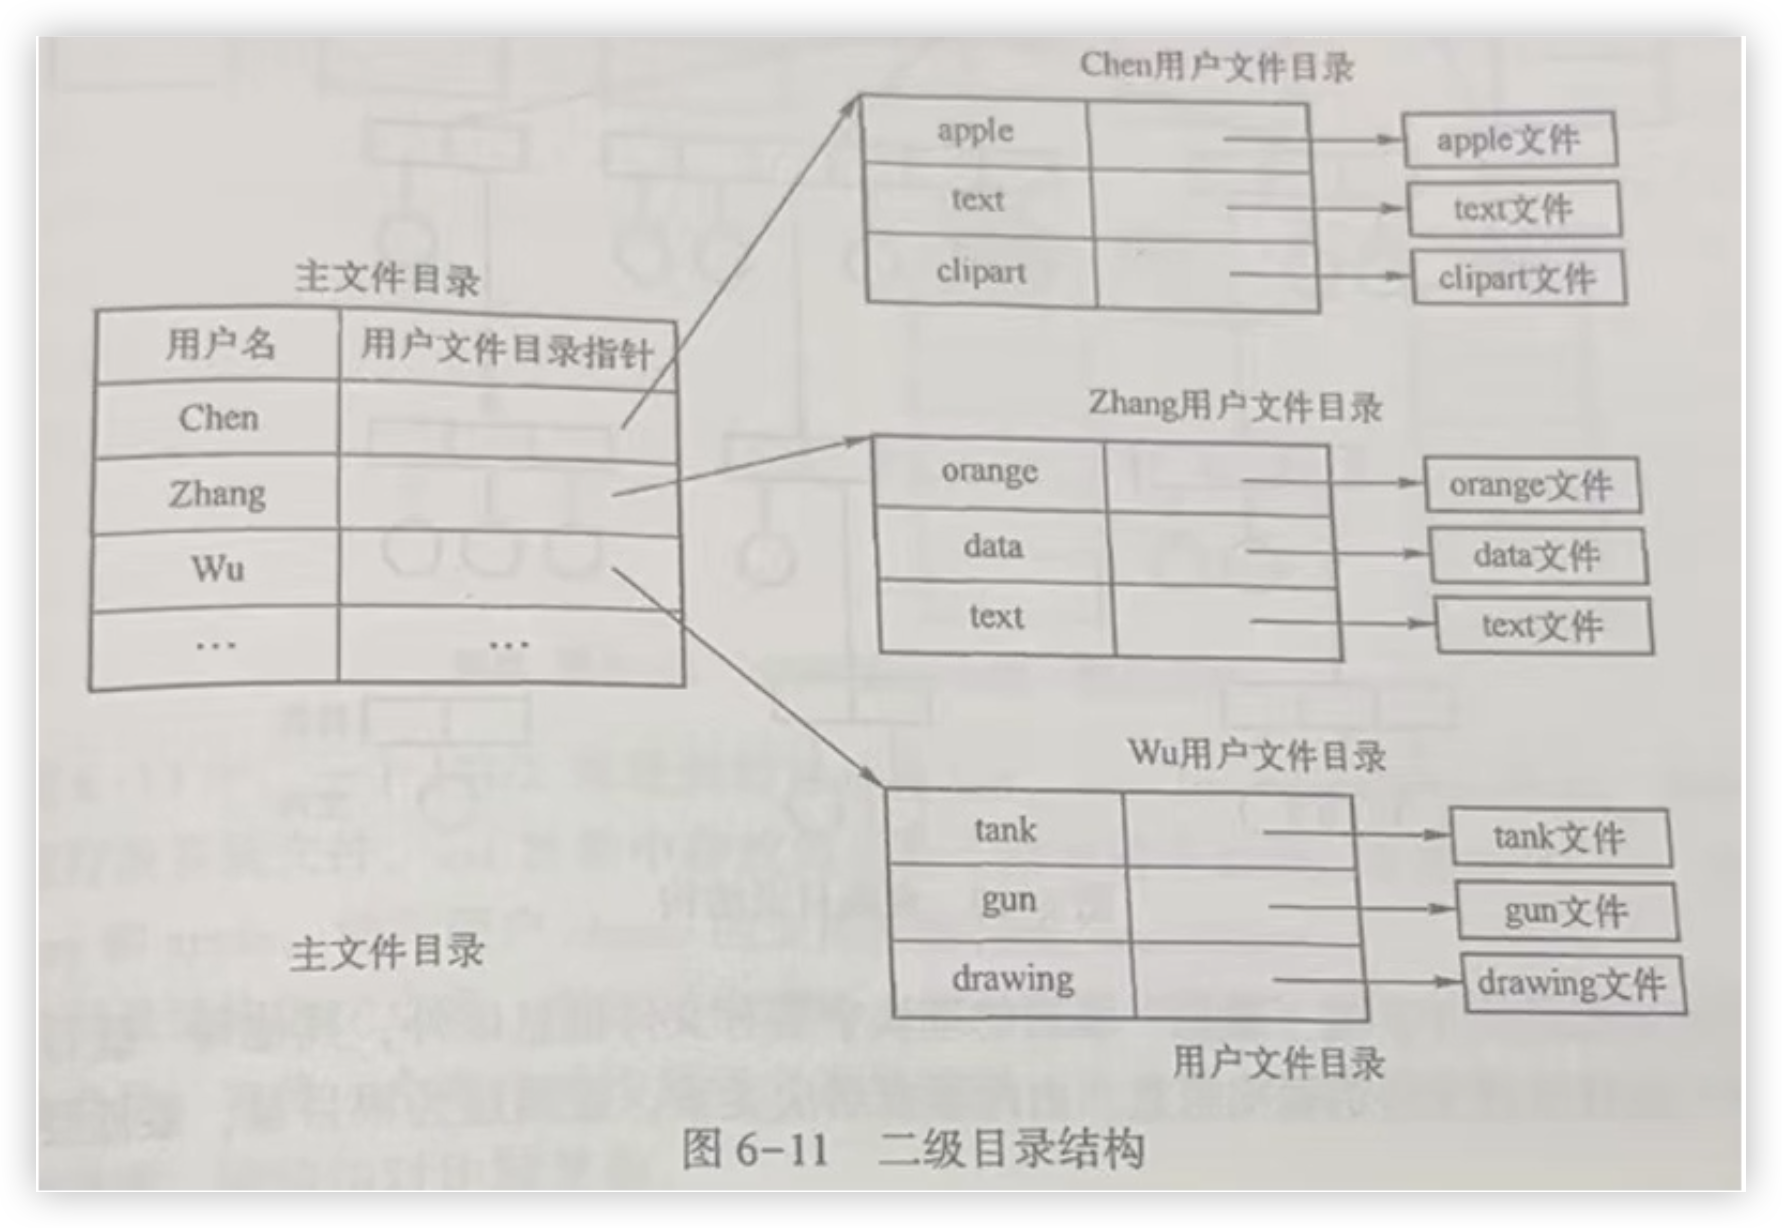 主文件目录
用户名 用户文件目录指针
Chen
Zhang
Wu
… …
主文件目录
Chen用户文件目录
apple apple文件
text text文件
clipart clipart文件
Zhang用户文件目录
orange orange文件
data data文件
text text文件
Wu用户文件目录
tank tank文件
gun gun文件
drawing drawing文件
用户文件目录
图 6-11 二级目录结构